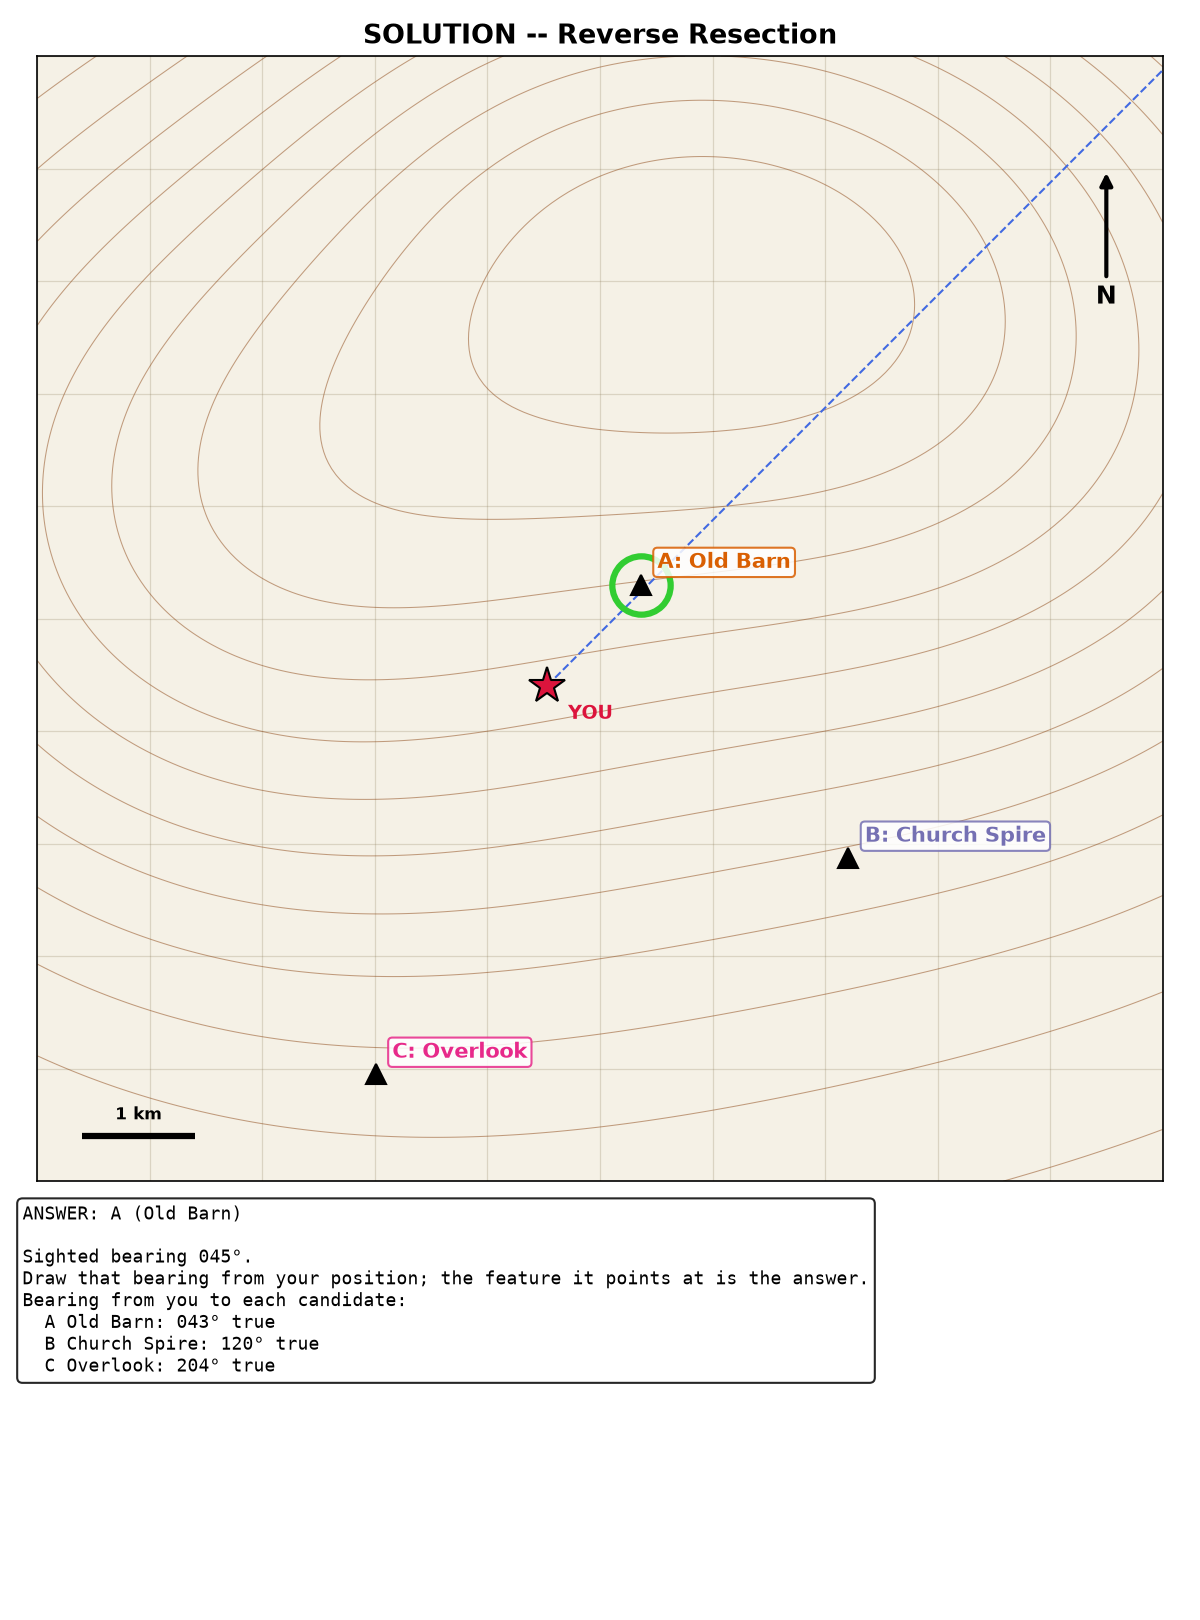 SOLUTION -- Reverse Resection
N
A: Old Barn
YOU
B: Church Spire
C: Overlook
1 km
ANSWER: A (Old Barn)
Sighted bearing 045°.
Draw that bearing from your position; the feature it points at is the answer.
Bearing from you to each candidate:
A Old Barn: 043° true
B Church Spire: 120° true
C Overlook: 204° true